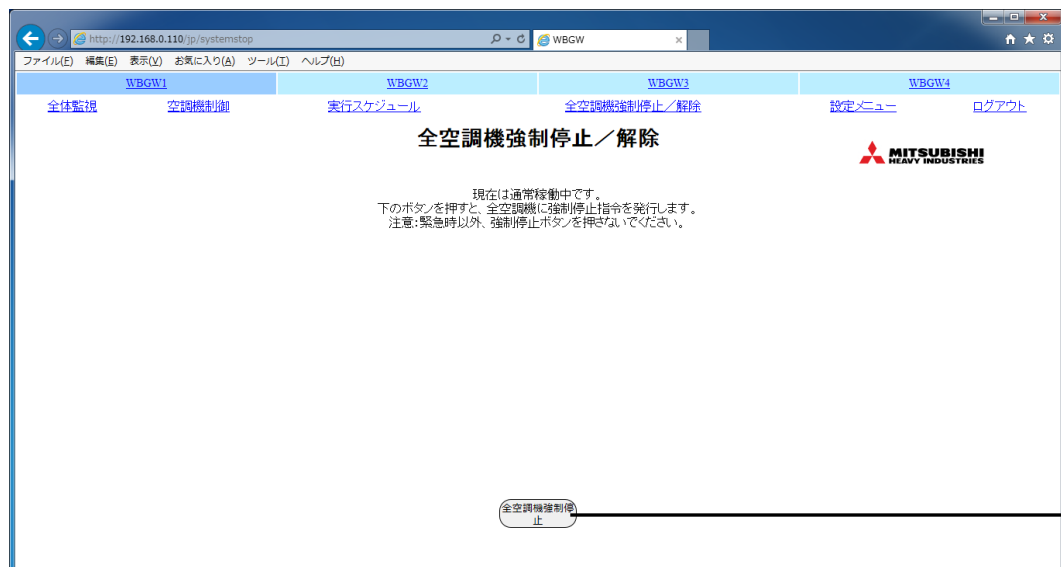 http://192.168.0.110/jp/systemstop
WBGW
ファイル(F) 編集(E) 表示(V) お気に入り(A) ツール(T) ヘルプ(H)
WBGW1 WBGW2 WBGW3 WBGW4
全体監視 空調機制御 実行スケジュール 全空調機強制停止／解除 設定メニュー ログアウト
全空調機強制停止／解除
MITSUBISHI
HEAVY INDUSTRIES
現在は通常稼働中です。
下のボタンを押すと、全空調機に強制停止指令を発行します。
注意:緊急時以外、強制停止ボタンを押さないでください。
全空調機強制停
止